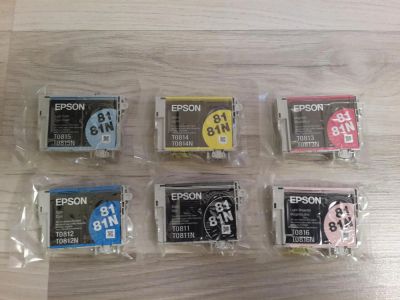 EPSON
81
81N
T0815
T0815N
EPSON
81
81N
T0814
T0814N
EPSON
81
81N
T0813
T0813N
EPSON
81
81N
T0812
T0812N
EPSON
81
81N
T0811
T0811N
EPSON
81
81N
T0816
T0816N